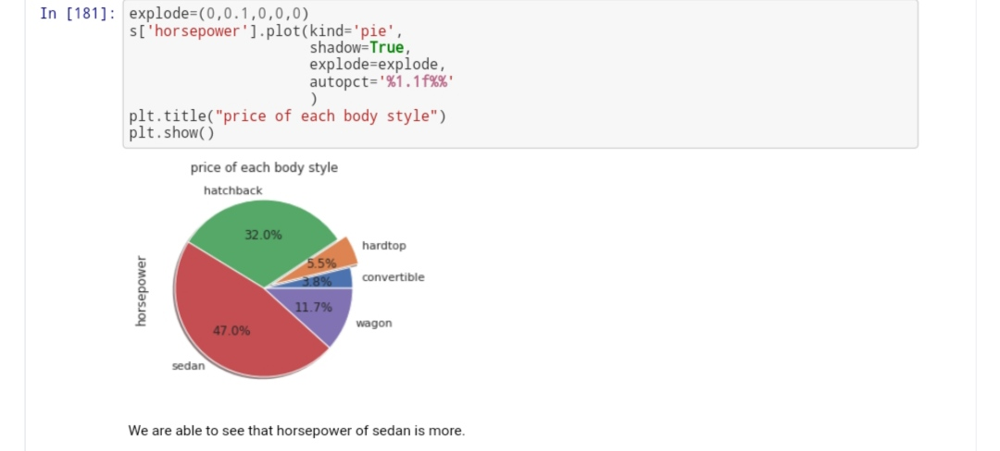 In [181]: explode=(0,0.1,0,0,0)
s['horsepower'].plot(kind='pie',
shadow=True,
explode=explode,
autopct='%1.1f%%'
)
plt.title("price of each body style")
plt.show()
price of each body style
hatchback
32.0%
hardtop
5.5%
convertible
3.8%
horsepower
11.7%
wagon
47.0%
sedan
We are able to see that horsepower of sedan is more.